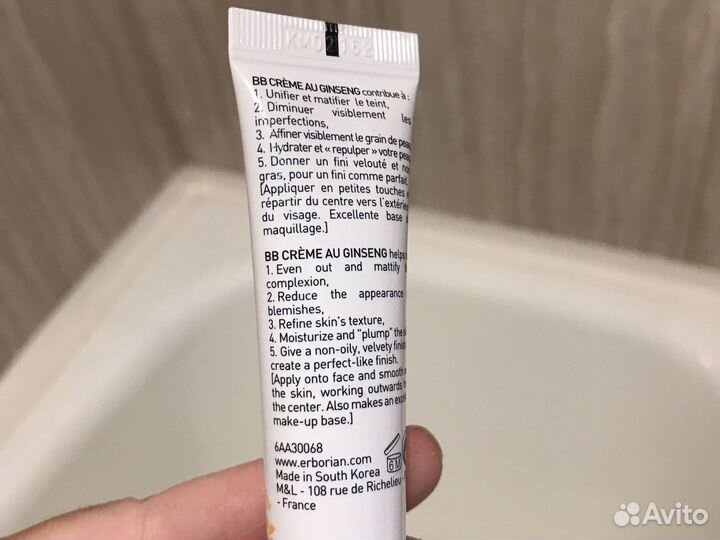 KM02 162
BB CRÈME AU GINSENG contribue à :
1. Unifier et matifier le teint,
2. Diminuer visiblement les
imperfections,
3. Affiner visiblement le grain de peau,
4. Hydrater et « repulper » votre peau
5. Donner un fini velouté et non
gras, pour un fini comme parfait.
[Appliquer en petites touches
répartir du centre vers l'extérieur
du visage. Excellente base
maquillage.]
BB CRÈME AU GINSENG helps
1. Even out and mattify
complexion,
2. Reduce the appearance
blemishes,
3. Refine skin's texture,
4. Moisturize and "plump" the
5. Give a non-oily, velvety finish
create a perfect-like finish.
[Apply onto face and smooth
the skin, working outwards
the center. Also makes an
make-up base.]
6AA30068
www.erborian.com
Made in South Korea
M&L - 108 rue de Richelieu -
- France
6M
Avito